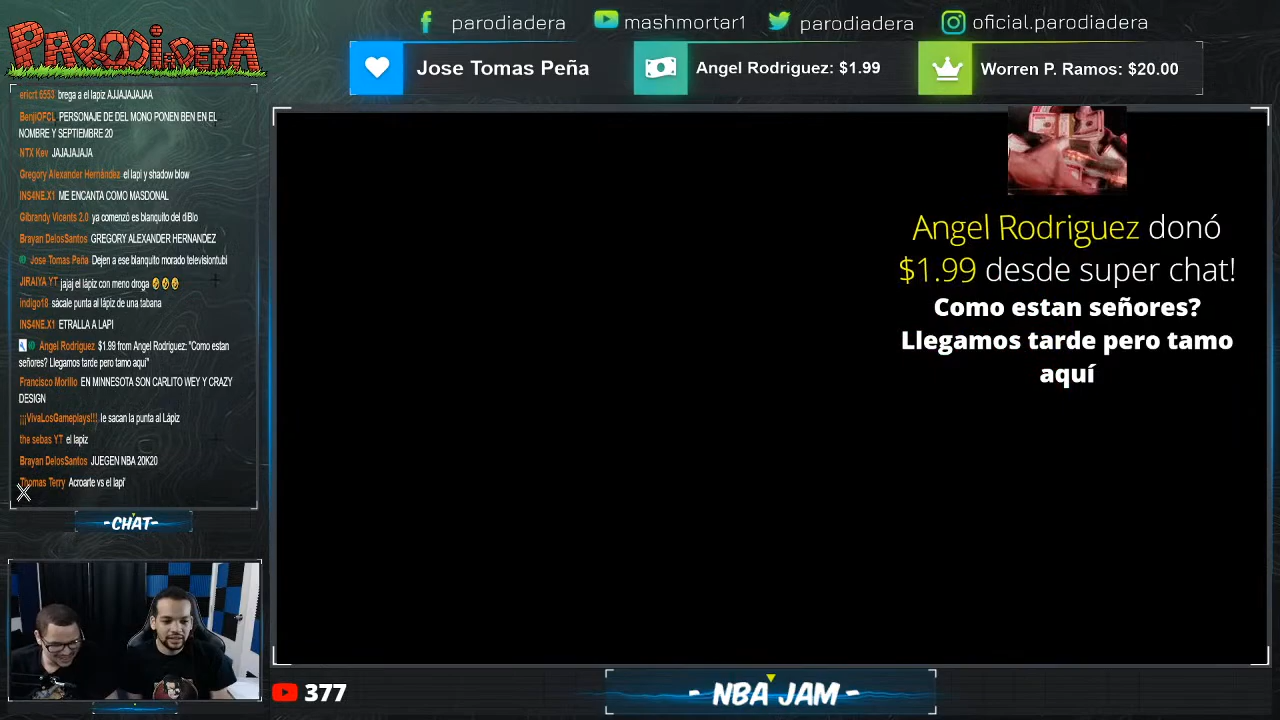 PARODIADERA
parodiadera
mashmortar1
parodiadera
oficial.parodiadera
Jose Tomas Peña
Angel Rodriguez: $1.99
Worren P. Ramos: $20.00
ericrt 6553 brega a el lapiz AJJAJAJAJAA
BenjiOFCL PERSONAJE DE DEL MONO PONEN BEN EN EL
NOMBRE Y SEPTIEMBRE 20
NTX Kev JAJAJAJAJA
Gregory Alexander Hernández el lapi y shadow blow
INS4NE.X1 ME ENCANTA COMO MASDONAL
Gibrandy Vicents 2.0 ya comenzó es blanquito del diBlo
Brayan DelosSantos GREGORY ALEXANDER HERNANDEZ
Jose Tomas Peña Dejen a ese blanquito morado televisiontubi
JIRAIYA YT jajaj el lápiz con meno droga 🤣🤣🤣
indigo18 sácale punta al lápiz de una tabana
INS4NE.X1 ETRALLA A LAPI
Angel Rodriguez $1.99 from Angel Rodriguez: "Como estan
señores? Llegamos tarde pero tamo aquí"
Francisco Morillo EN MINNESOTA SON CARLITO WEY Y CRAZY
DESIGN
¡¡¡VivaLosGameplays!!! le sacan la punta al Lápiz
the sebas YT el lapiz
Brayan DelosSantos JUEGEN NBA 20K20
Thomas Terry Acroarte vs el lapi'
-CHAT-
Angel Rodriguez donó
$1.99 desde super chat!
Como estan señores?
Llegamos tarde pero tamo
aquí
377
- NBA JAM -